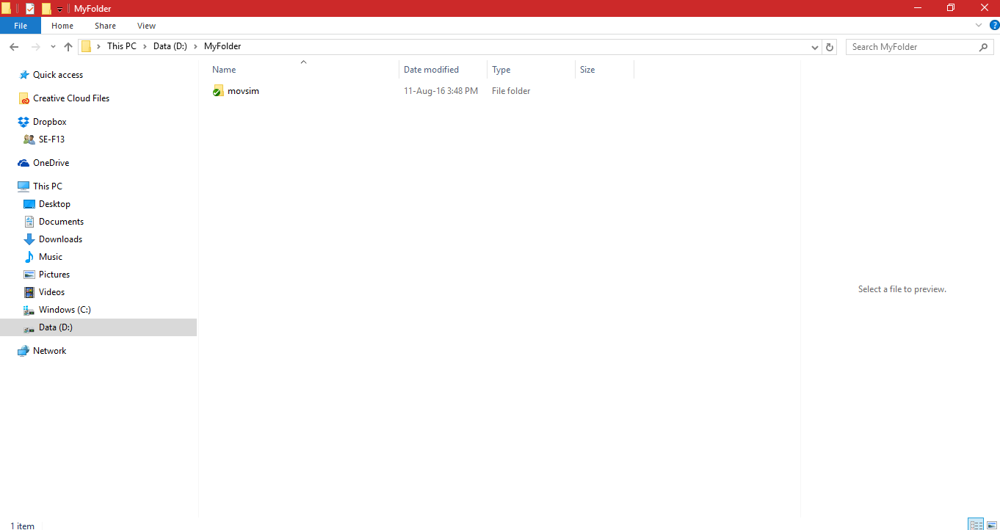 MyFolder
File Home Share View
This PC Data (D:) MyFolder Search MyFolder
Name Date modified Type Size
movsim 11-Aug-16 3:48 PM File folder
Quick access
Creative Cloud Files
Dropbox
SE-F13
OneDrive
This PC
Desktop
Documents
Downloads
Music
Pictures
Videos
Windows (C:)
Data (D:)
Network
Select a file to preview.
1 item